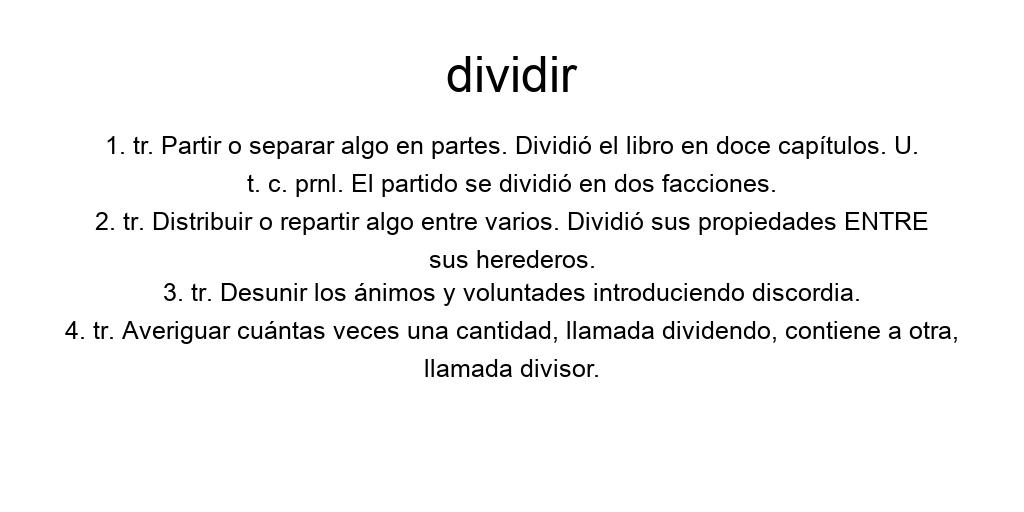 dividir
1. tr. Partir o separar algo en partes. Dividió el libro en doce capítulos. U.
t. c. prnl. El partido se dividió en dos facciones.
2. tr. Distribuir o repartir algo entre varios. Dividió sus propiedades ENTRE
sus herederos.
3. tr. Desunir los ánimos y voluntades introduciendo discordia.
4. tr. Averiguar cuántas veces una cantidad, llamada dividendo, contiene a otra,
llamada divisor.